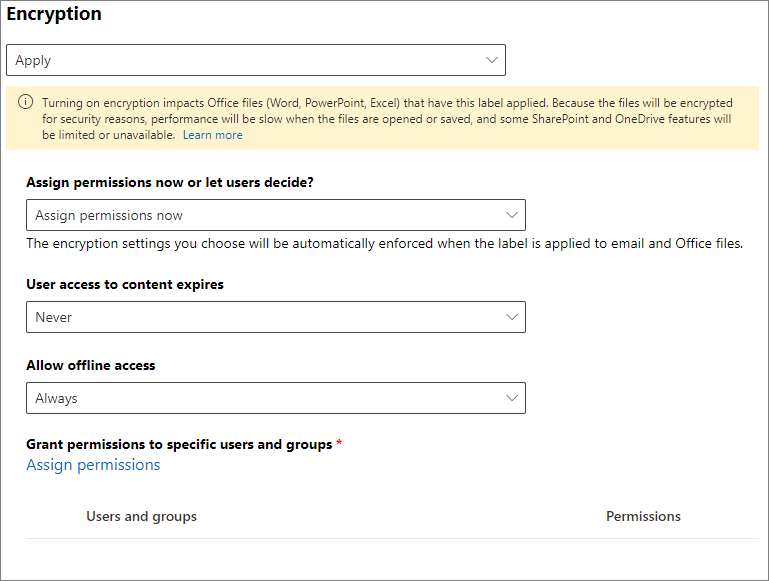 Encryption
Apply
Turning on encryption impacts Office files (Word, PowerPoint, Excel) that have this label applied. Because the files will be encrypted
for security reasons, performance will be slow when the files are opened or saved, and some SharePoint and OneDrive features will
be limited or unavailable. Learn more
Assign permissions now or let users decide?
Assign permissions now
The encryption settings you choose will be automatically enforced when the label is applied to email and Office files.
User access to content expires
Never
Allow offline access
Always
Grant permissions to specific users and groups *
Assign permissions
Users and groups Permissions